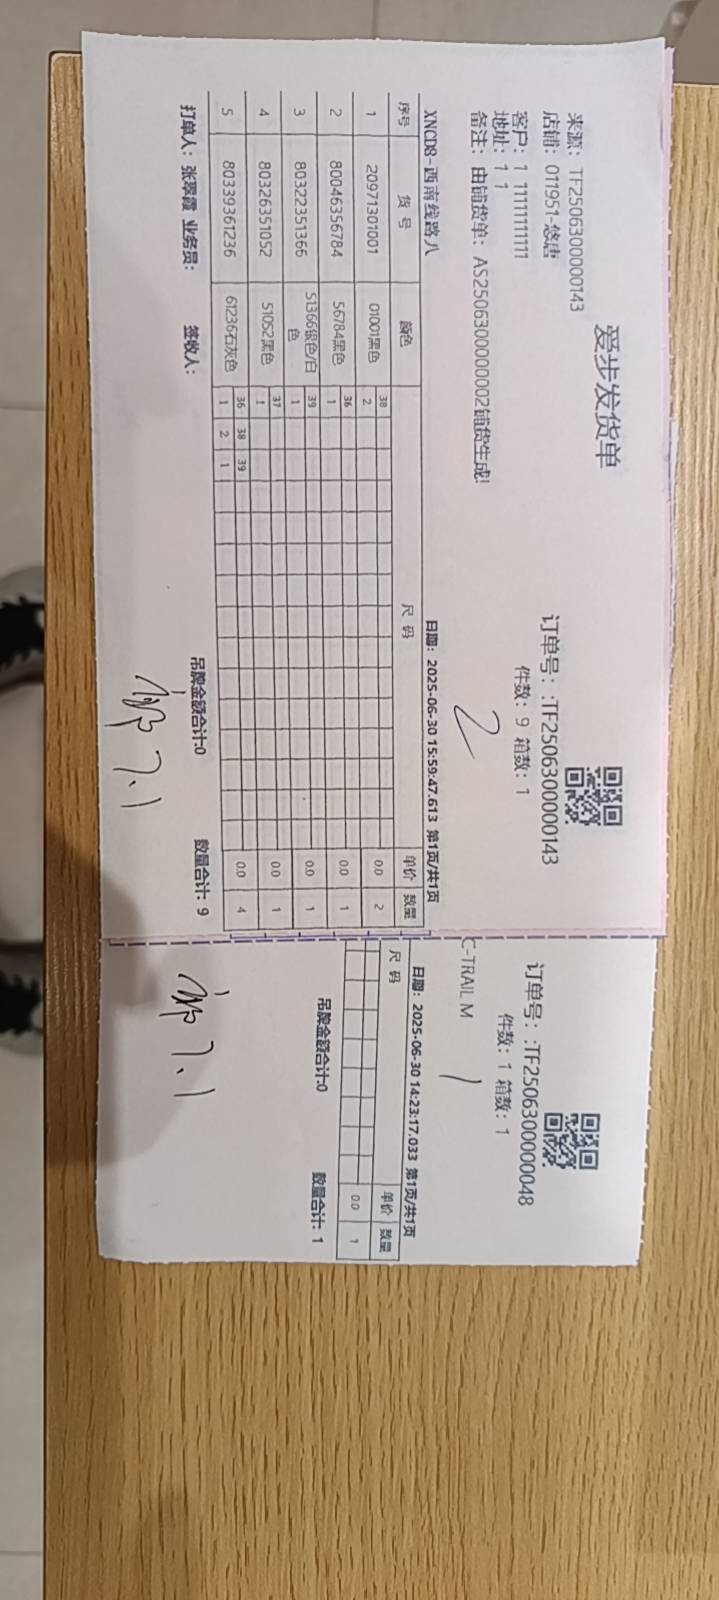 爱步发货单
来源: TF2506300000143
订单号: :TF2506300000143
店铺: 011951-悠唐
件数: 9 箱数: 1
客户: 1 11111111111
地址: 1 1
备注: 由铺货单: AS2506300000002铺货生成!
2
XNCD8-西南线路八
日期: 2025-06-30 15:59:47.613 第1页/共1页
序号 货号 颜色 尺码 单价 数量
38
1 20971301001 01001黑色 2 0.0 2
36
2 80046356784 56784黑色 1 0.0 1
39
3 80322351366 51366银色/白色 1 0.0 1
37
4 80326351052 51052黑色 1 0.0 1
36 38 39
5 80339361236 61236石灰色 1 2 1 0.0 4
打单人: 张翠霞 业务员: 签收人: 吊牌金额合计:0 数量合计: 9
7.1
订单号: :TF2506300000048
件数: 1 箱数: 1
C-TRAIL M
1
日期: 2025-06-30 14:23:17.033 第1页/共1页
尺码 单价 数量
0.0 1
吊牌金额合计:0 数量合计: 1
7.1